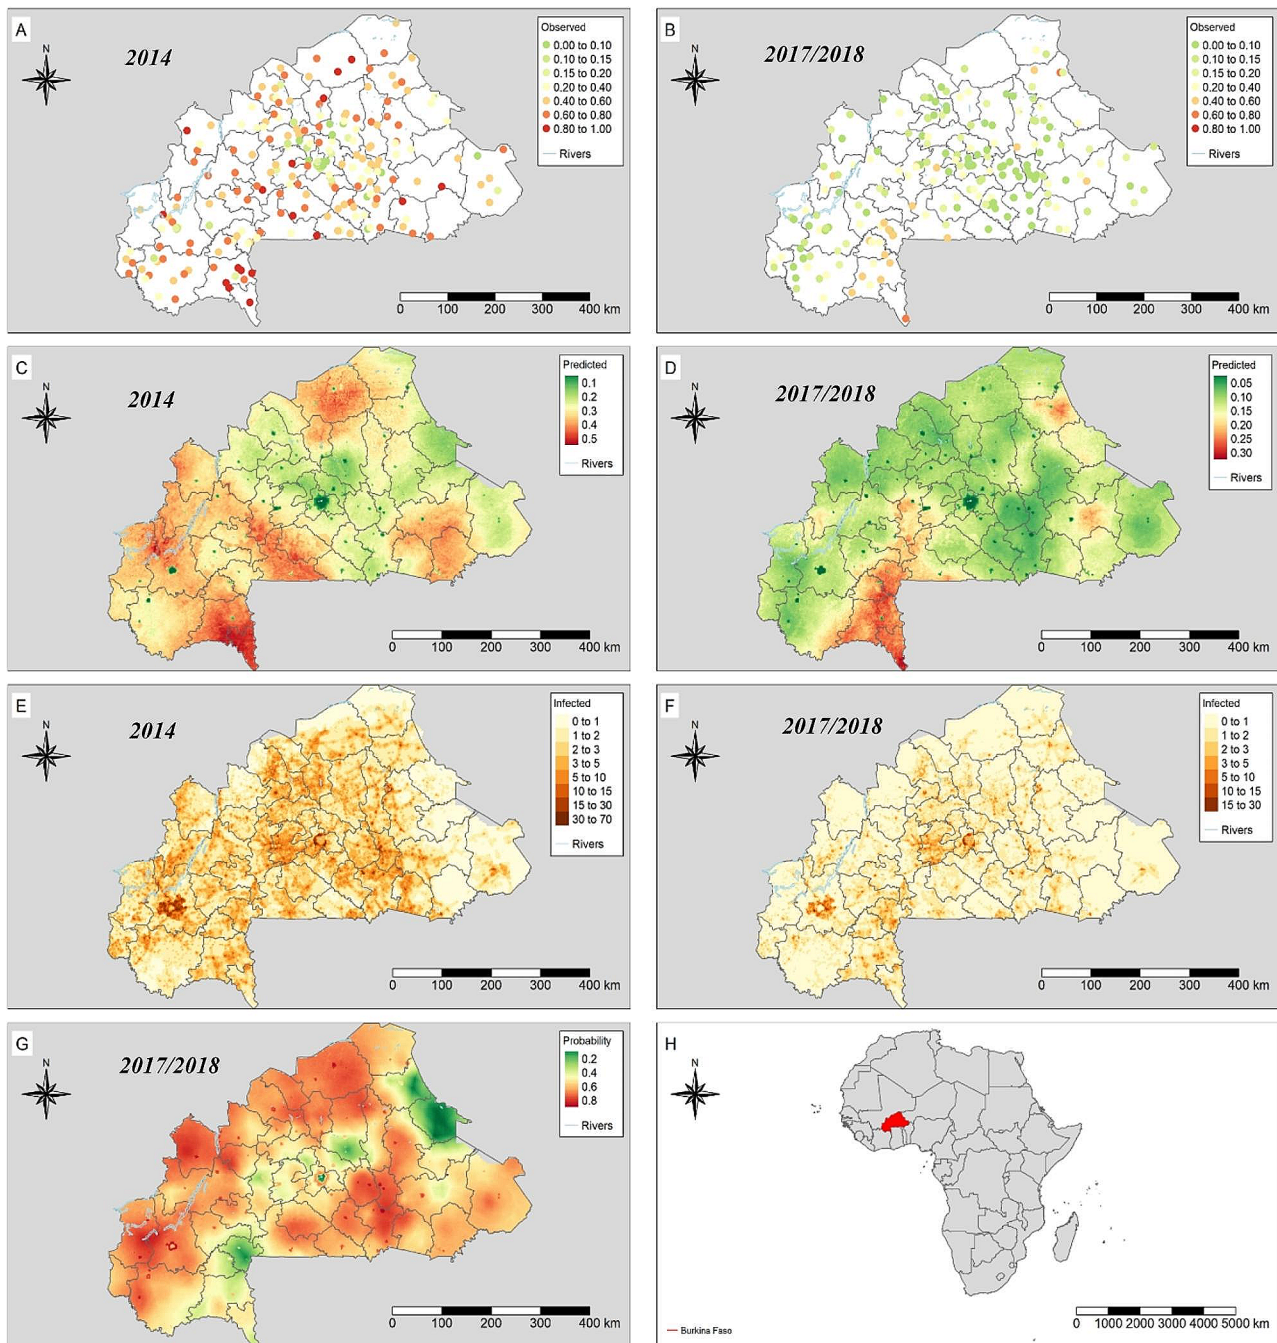 A
2014
N
Observed
0.00 to 0.10
0.10 to 0.15
0.15 to 0.20
0.20 to 0.40
0.40 to 0.60
0.60 to 0.80
0.80 to 1.00
Rivers
0 100 200 300 400 km
B
2017/2018
N
Observed
0.00 to 0.10
0.10 to 0.15
0.15 to 0.20
0.20 to 0.40
0.40 to 0.60
0.60 to 0.80
0.80 to 1.00
Rivers
0 100 200 300 400 km
C
2014
N
Predicted
0.1
0.2
0.3
0.4
0.5
Rivers
0 100 200 300 400 km
D
2017/2018
N
Predicted
0.05
0.10
0.15
0.20
0.25
0.30
Rivers
0 100 200 300 400 km
E
2014
N
Infected
0 to 1
1 to 2
2 to 3
3 to 5
5 to 10
10 to 15
15 to 30
30 to 70
Rivers
0 100 200 300 400 km
F
2017/2018
N
Infected
0 to 1
1 to 2
2 to 3
3 to 5
5 to 10
10 to 15
15 to 30
Rivers
0 100 200 300 400 km
G
2017/2018
N
Probability
0.2
0.4
0.6
0.8
Rivers
0 100 200 300 400 km
H
N
Burkina Faso
0 1000 2000 3000 4000 5000 km